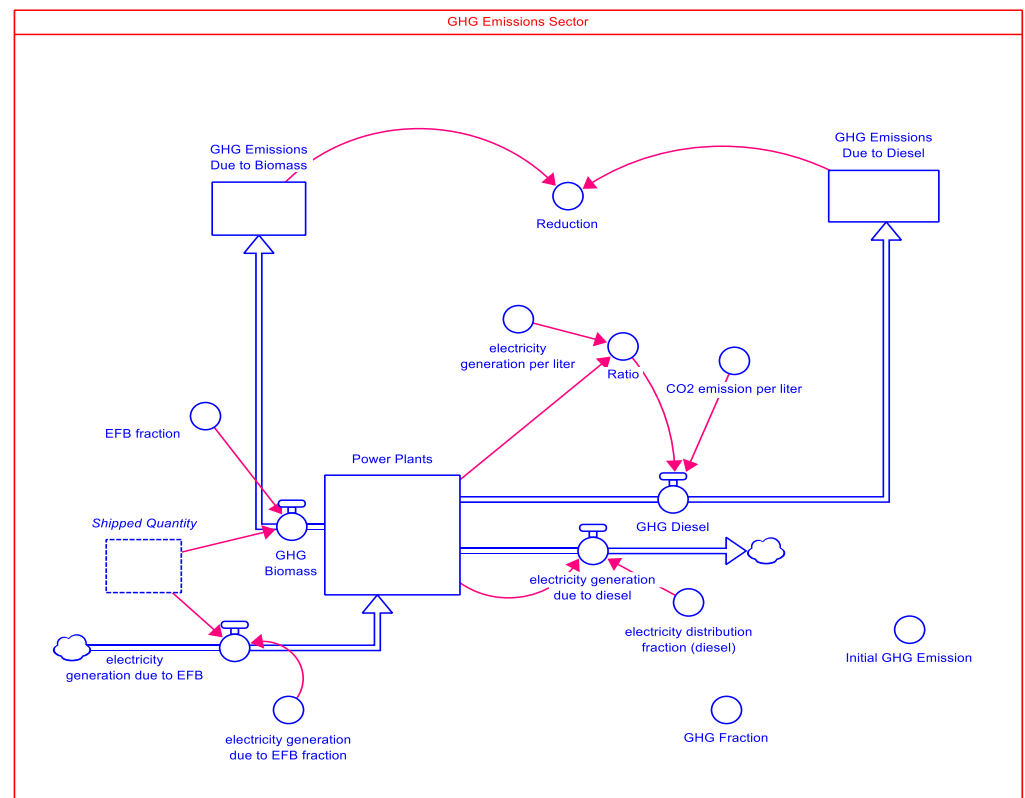 GHG Emissions Sector
GHG Emissions
Due to Biomass
GHG Emissions
Due to Diesel
Reduction
electricity
generation per liter
Ratio
CO2 emission per liter
EFB fraction
Power Plants
Shipped Quantity
GHG Diesel
GHG
Biomass
electricity generation
due to diesel
electricity distribution
fraction (diesel)
Initial GHG Emission
electricity
generation due to EFB
GHG Fraction
electricity generation
due to EFB fraction